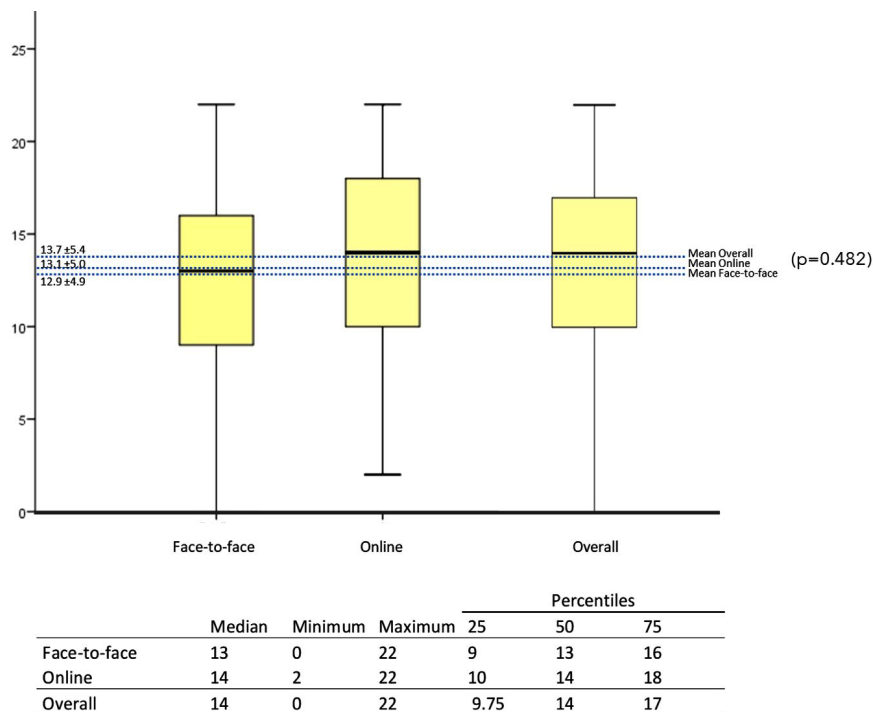 25
20
15
10
5
0
13.7 ±5.4
13.1 ±5.0
12.9 ±4.9
Mean Overall
Mean Online
Mean Face-to-face
(p=0.482)
Face-to-face Online Overall
Percentiles
Median Minimum Maximum 25 50 75
Face-to-face 13 0 22 9 13 16
Online 14 2 22 10 14 18
Overall 14 0 22 9.75 14 17